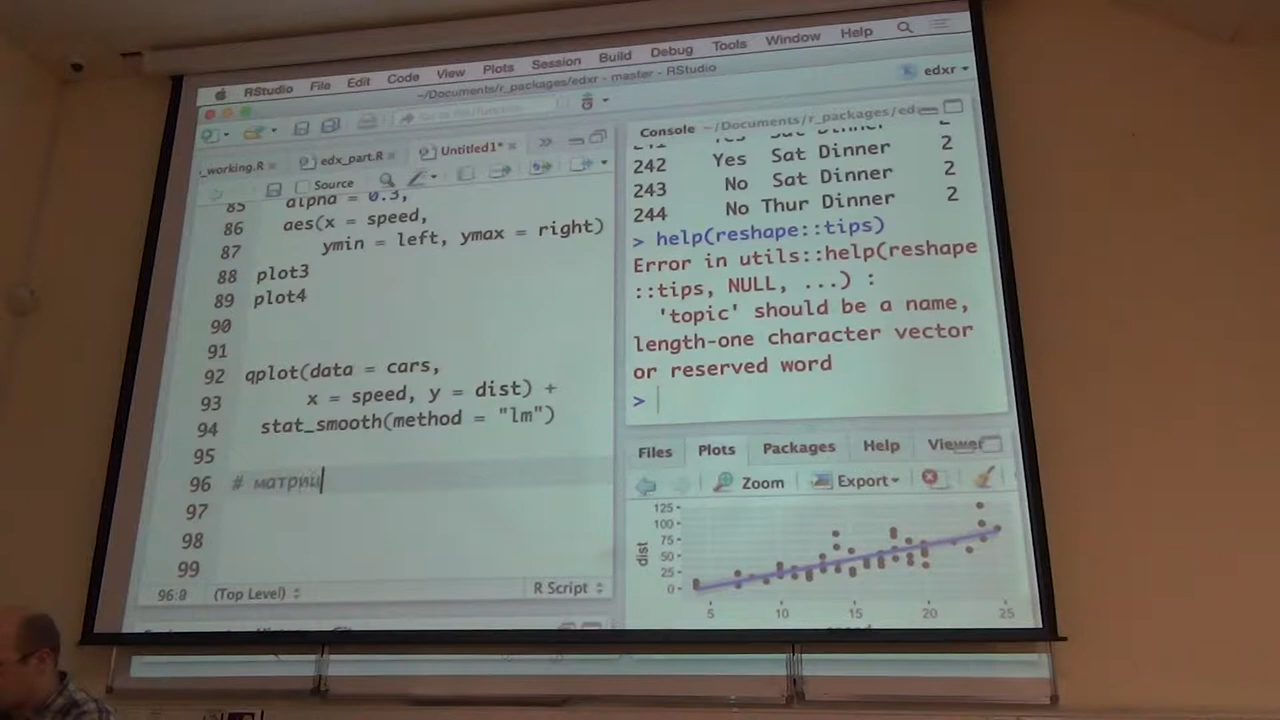 RStudio File Edit Code View Plots Session Build Debug Tools Window Help
~/Documents/r_packages/edxr - master - RStudio
edxr
_working.R edx_part.R Untitled1*
Source
85 alpha = 0.3,
86 aes(x = speed,
87 ymin = left, ymax = right)
88 plot3
89 plot4
90
91
92 qplot(data = cars,
93 x = speed, y = dist) +
94 stat_smooth(method = "lm")
95
96 # матриц
97
98
99
96:8 (Top Level) R Script
Console ~/Documents/r_packages/ed
242 Yes Sat Dinner 2
243 No Sat Dinner 2
244 No Thur Dinner 2
> help(reshape::tips)
Error in utils::help(reshape
::tips, NULL, ...) :
'topic' should be a name,
length-one character vector
or reserved word
>
Files Plots Packages Help Viewer
Zoom Export
125
100
75
50
25
0
dist
5 10 15 20 25